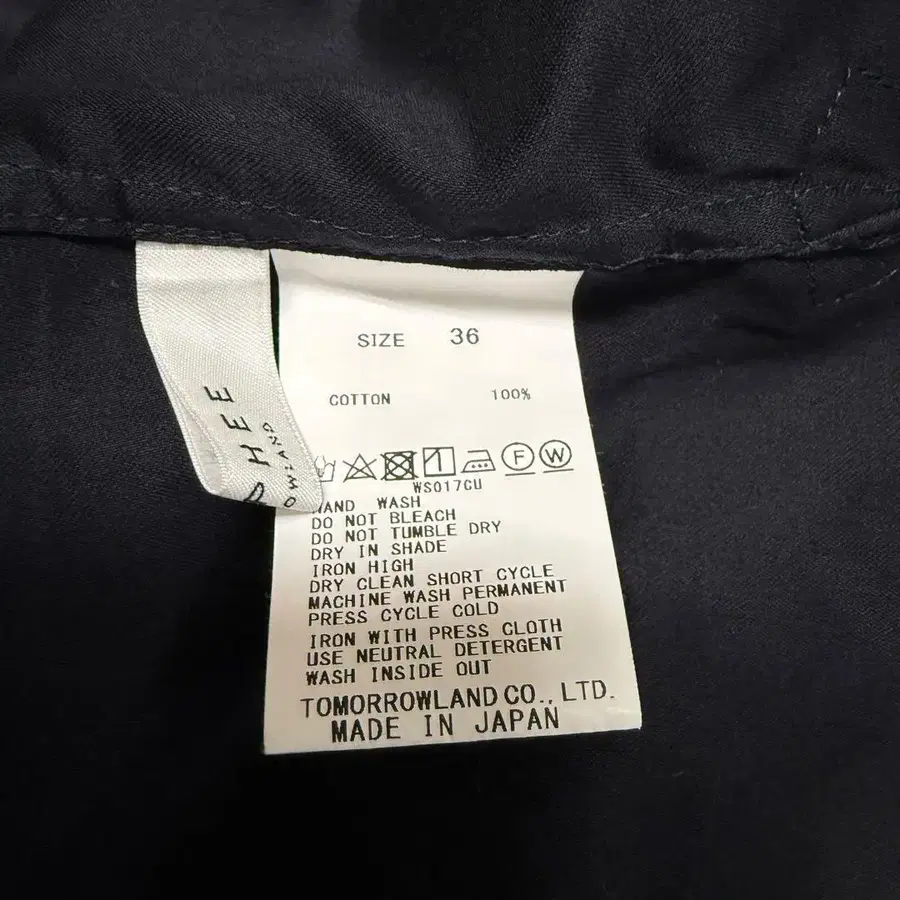 HEE
OWLAND
SIZE 36
COTTON 100%
F W
WS017CU
HAND WASH
DO NOT BLEACH
DO NOT TUMBLE DRY
DRY IN SHADE
IRON HIGH
DRY CLEAN SHORT CYCLE
MACHINE WASH PERMANENT
PRESS CYCLE COLD
IRON WITH PRESS CLOTH
USE NEUTRAL DETERGENT
WASH INSIDE OUT
TOMORROWLAND CO., LTD.
MADE IN JAPAN